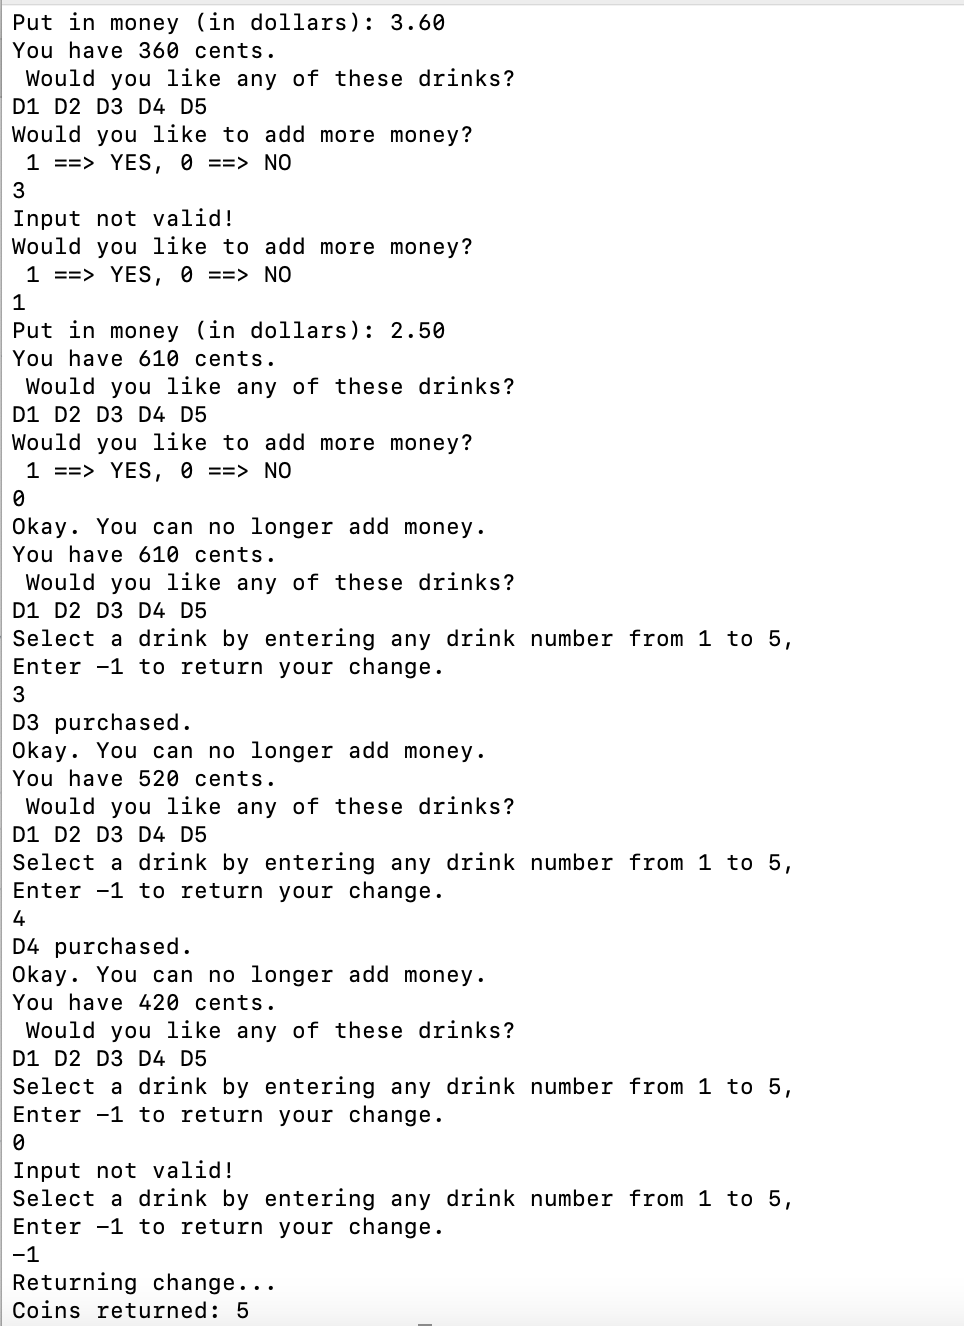 Put in money (in dollars): 3.60
You have 360 cents.
 Would you like any of these drinks?
D1 D2 D3 D4 D5
Would you like to add more money?
 1 ==> YES, 0 ==> NO
3
Input not valid!
Would you like to add more money?
 1 ==> YES, 0 ==> NO
1
Put in money (in dollars): 2.50
You have 610 cents.
 Would you like any of these drinks?
D1 D2 D3 D4 D5
Would you like to add more money?
 1 ==> YES, 0 ==> NO
0
Okay. You can no longer add money.
You have 610 cents.
 Would you like any of these drinks?
D1 D2 D3 D4 D5
Select a drink by entering any drink number from 1 to 5,
Enter -1 to return your change.
3
D3 purchased.
Okay. You can no longer add money.
You have 520 cents.
 Would you like any of these drinks?
D1 D2 D3 D4 D5
Select a drink by entering any drink number from 1 to 5,
Enter -1 to return your change.
4
D4 purchased.
Okay. You can no longer add money.
You have 420 cents.
 Would you like any of these drinks?
D1 D2 D3 D4 D5
Select a drink by entering any drink number from 1 to 5,
Enter -1 to return your change.
0
Input not valid!
Select a drink by entering any drink number from 1 to 5,
Enter -1 to return your change.
-1
Returning change...
Coins returned: 5